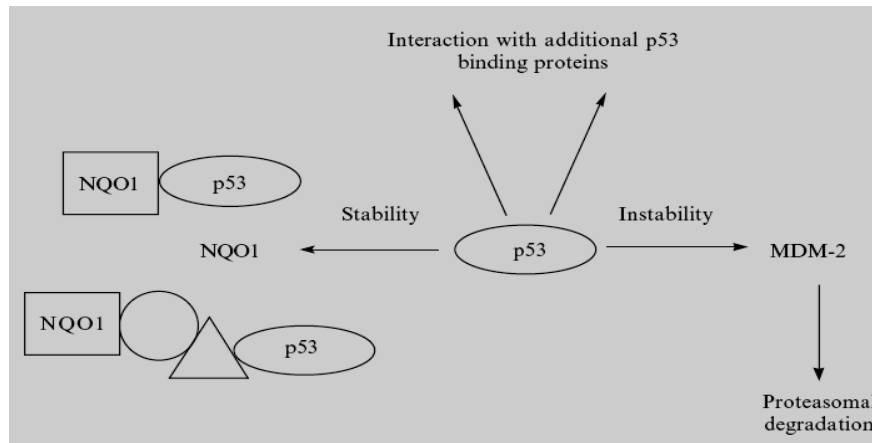 Interaction with additional p53
binding proteins
NQO1
p53
Stability
Instability
NQO1
p53
MDM-2
NQO1
p53
Proteasomal
degradation